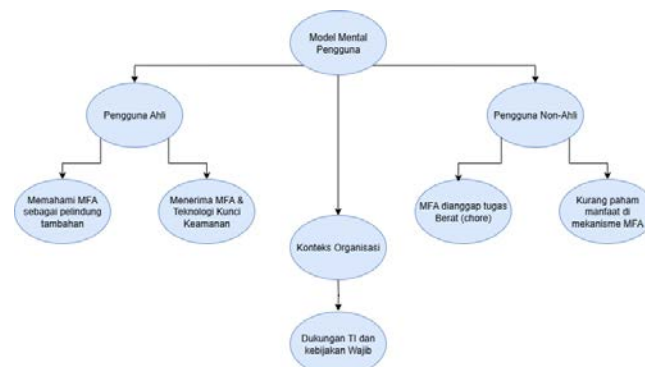 Model Mental
Pengguna
Pengguna Ahli
Pengguna Non-Ahli
Memahami MFA
sebagai pelindung
tambahan
Menerima MFA &
Teknologi Kunci
Keamanan
MFA dianggap tugas
Berat (chore)
Kurang paham
manfaat di
mekanisme MFA
Konteks Organisasi
Dukungan TI dan
kebijakan Wajib